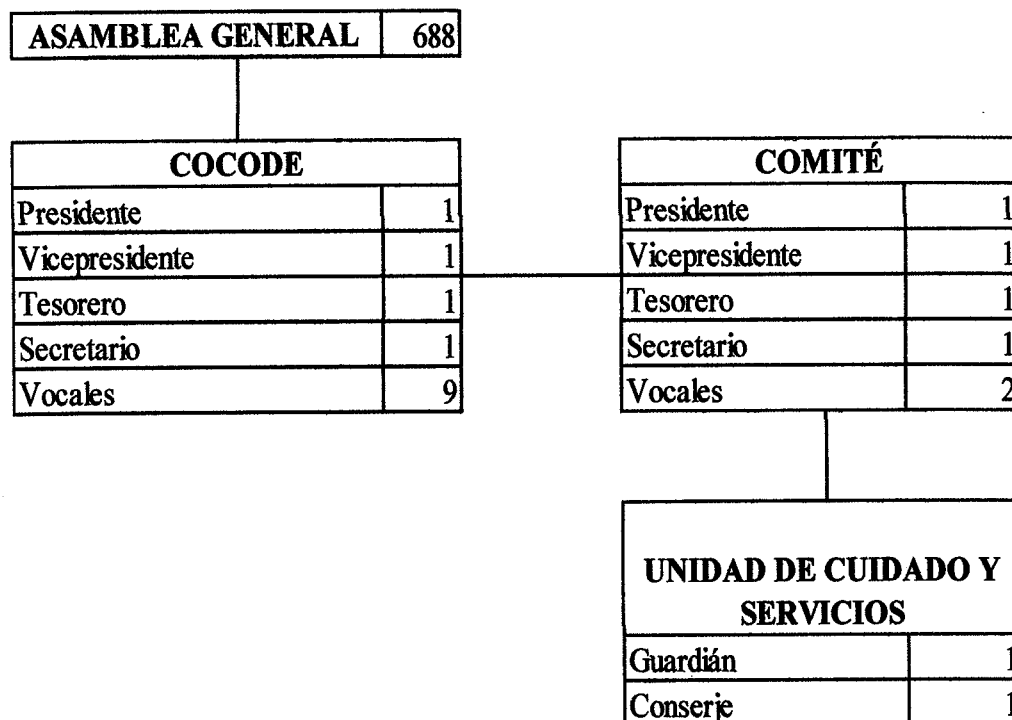 ASAMBLEA GENERAL 688
COCODE
Presidente 1
Vicepresidente 1
Tesorero 1
Secretario 1
Vocales 9
COMITÉ
Presidente 1
Vicepresidente 1
Tesorero 1
Secretario 1
Vocales 2
UNIDAD DE CUIDADO Y
SERVICIOS
Guardián 1
Conserje 1